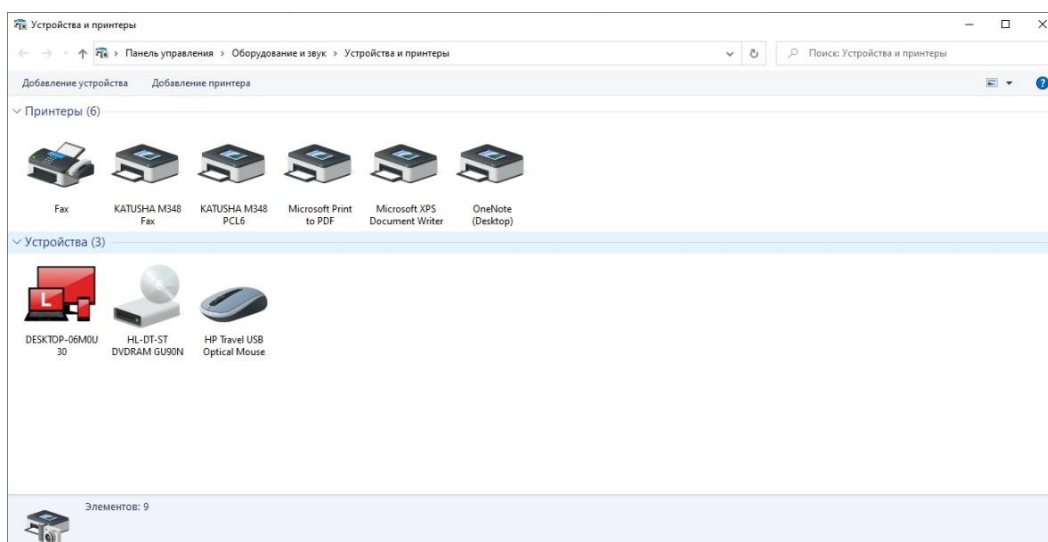 Устройства и принтеры
Панель управления › Оборудование и звук › Устройства и принтеры
Поиск: Устройства и принтеры
Добавление устройства Добавление принтера
Принтеры (6)
Fax
KATUSHA M348
Fax
KATUSHA M348
PCL6
Microsoft Print
to PDF
Microsoft XPS
Document Writer
OneNote
(Desktop)
Устройства (3)
L
DESKTOP-06M0U
30
HL-DT-ST
DVDRAM GU90N
HP Travel USB
Optical Mouse
Элементов: 9